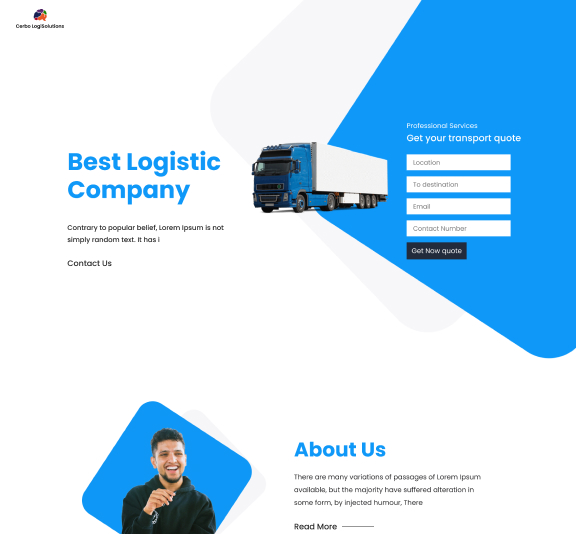 Cerbo LogiSolutions
Professional Services
Get your transport quote
Best Logistic
Company
Location
To destination
Email
Contact Number
Get Now quote
Contrary to popular belief, Lorem Ipsum is not
simply random text. It has i
Contact Us
About Us
There are many variations of passages of Lorem Ipsum
available, but the majority have suffered alteration in
some form, by injected humour, There
Read More